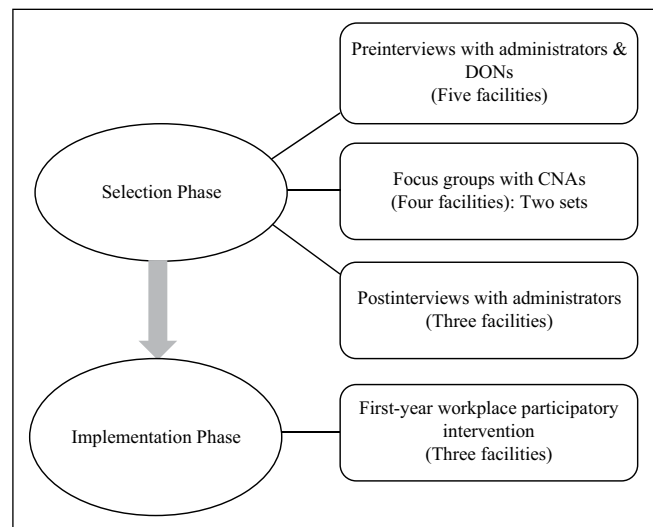 Preinterviews with administrators &
DONs
(Five facilities)
Selection Phase
Focus groups with CNAs
(Four facilities): Two sets
Postinterviews with administrators
(Three facilities)
Implementation Phase
First-year workplace participatory
intervention
(Three facilities)